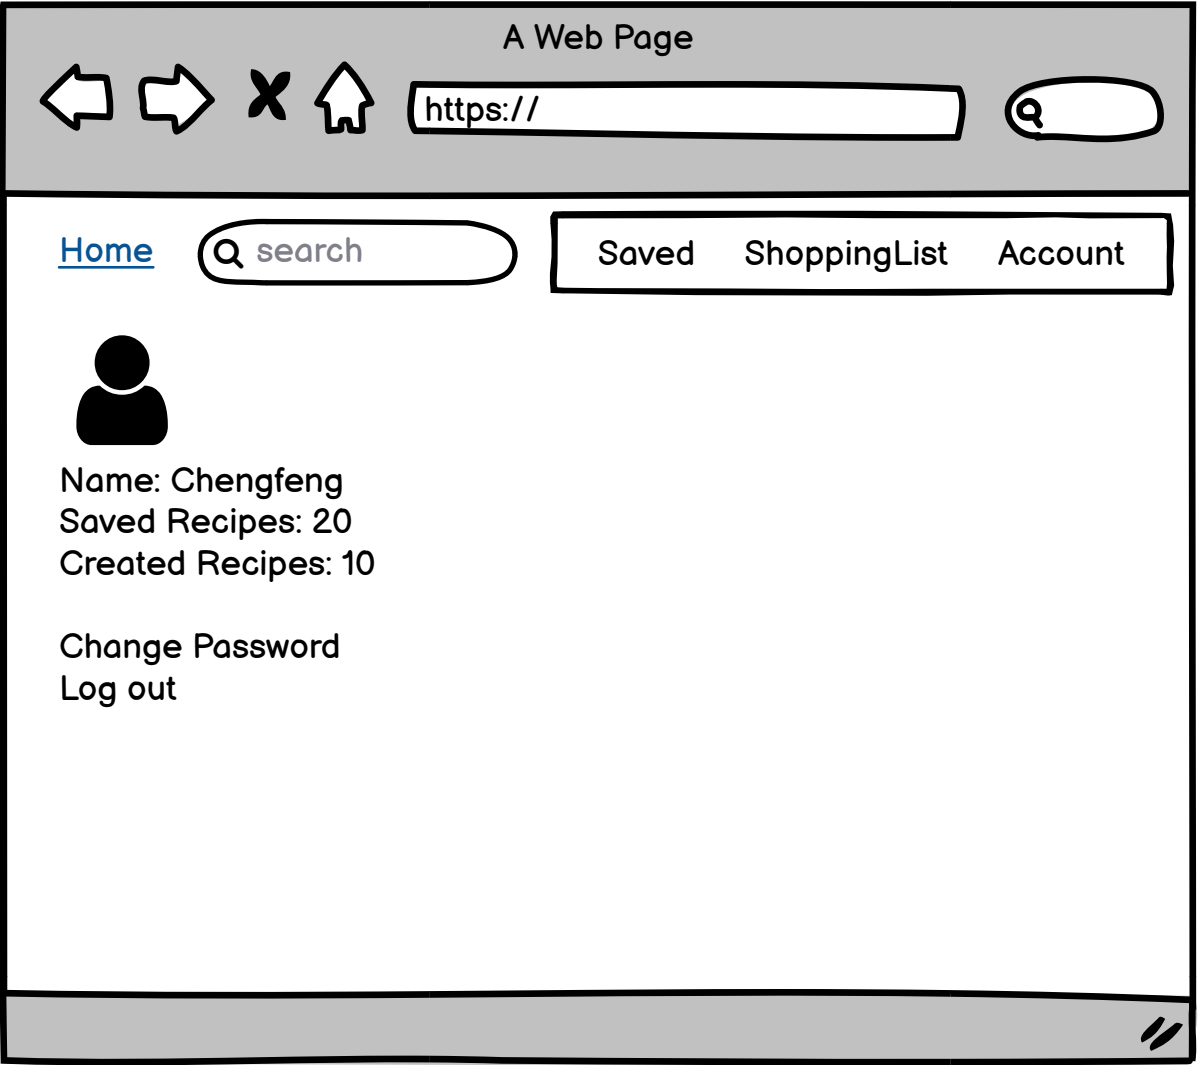 A Web Page
https://
Home search Saved ShoppingList Account
Name: Chengfeng
Saved Recipes: 20
Created Recipes: 10
Change Password
Log out